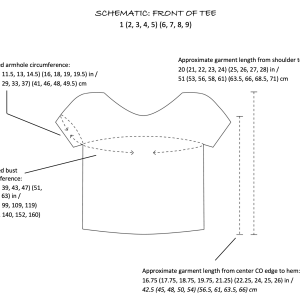 SCHEMATIC: FRONT OF TEE
1 (2, 3, 4, 5) (6, 7, 8, 9)
armhole circumference:
11.5, 13, 14.5) (16, 18, 19, 19.5) in /
29, 33, 37) (41, 46, 48, 49.5) cm
Approximate garment length from shoulder
20 (21, 22, 23, 24) (25, 26, 27, 28) in /
51 (53, 56, 58, 61) (63.5, 66, 68.5, 71) cm
bust
39, 43, 47) (51,
63) in /
99, 109, 119)
140, 152, 160)
Approximate garment length from center CO edge to hem:
16.75 (17.75, 18.75, 19.75, 21.25) (22.25, 24, 25, 26) in /
42.5 (45, 48, 50, 54) (56.5, 61, 63.5, 66) cm